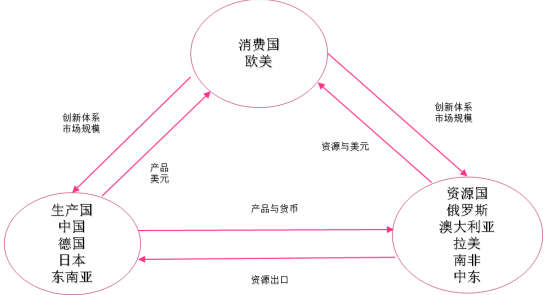 消费国
欧美
创新体系
市场规模
创新体系
市场规模
资源与美元
产品
美元
生产国
中国
德国
日本
东南亚
产品与货币
资源国
俄罗斯
澳大利亚
拉美
南非
中东
资源出口